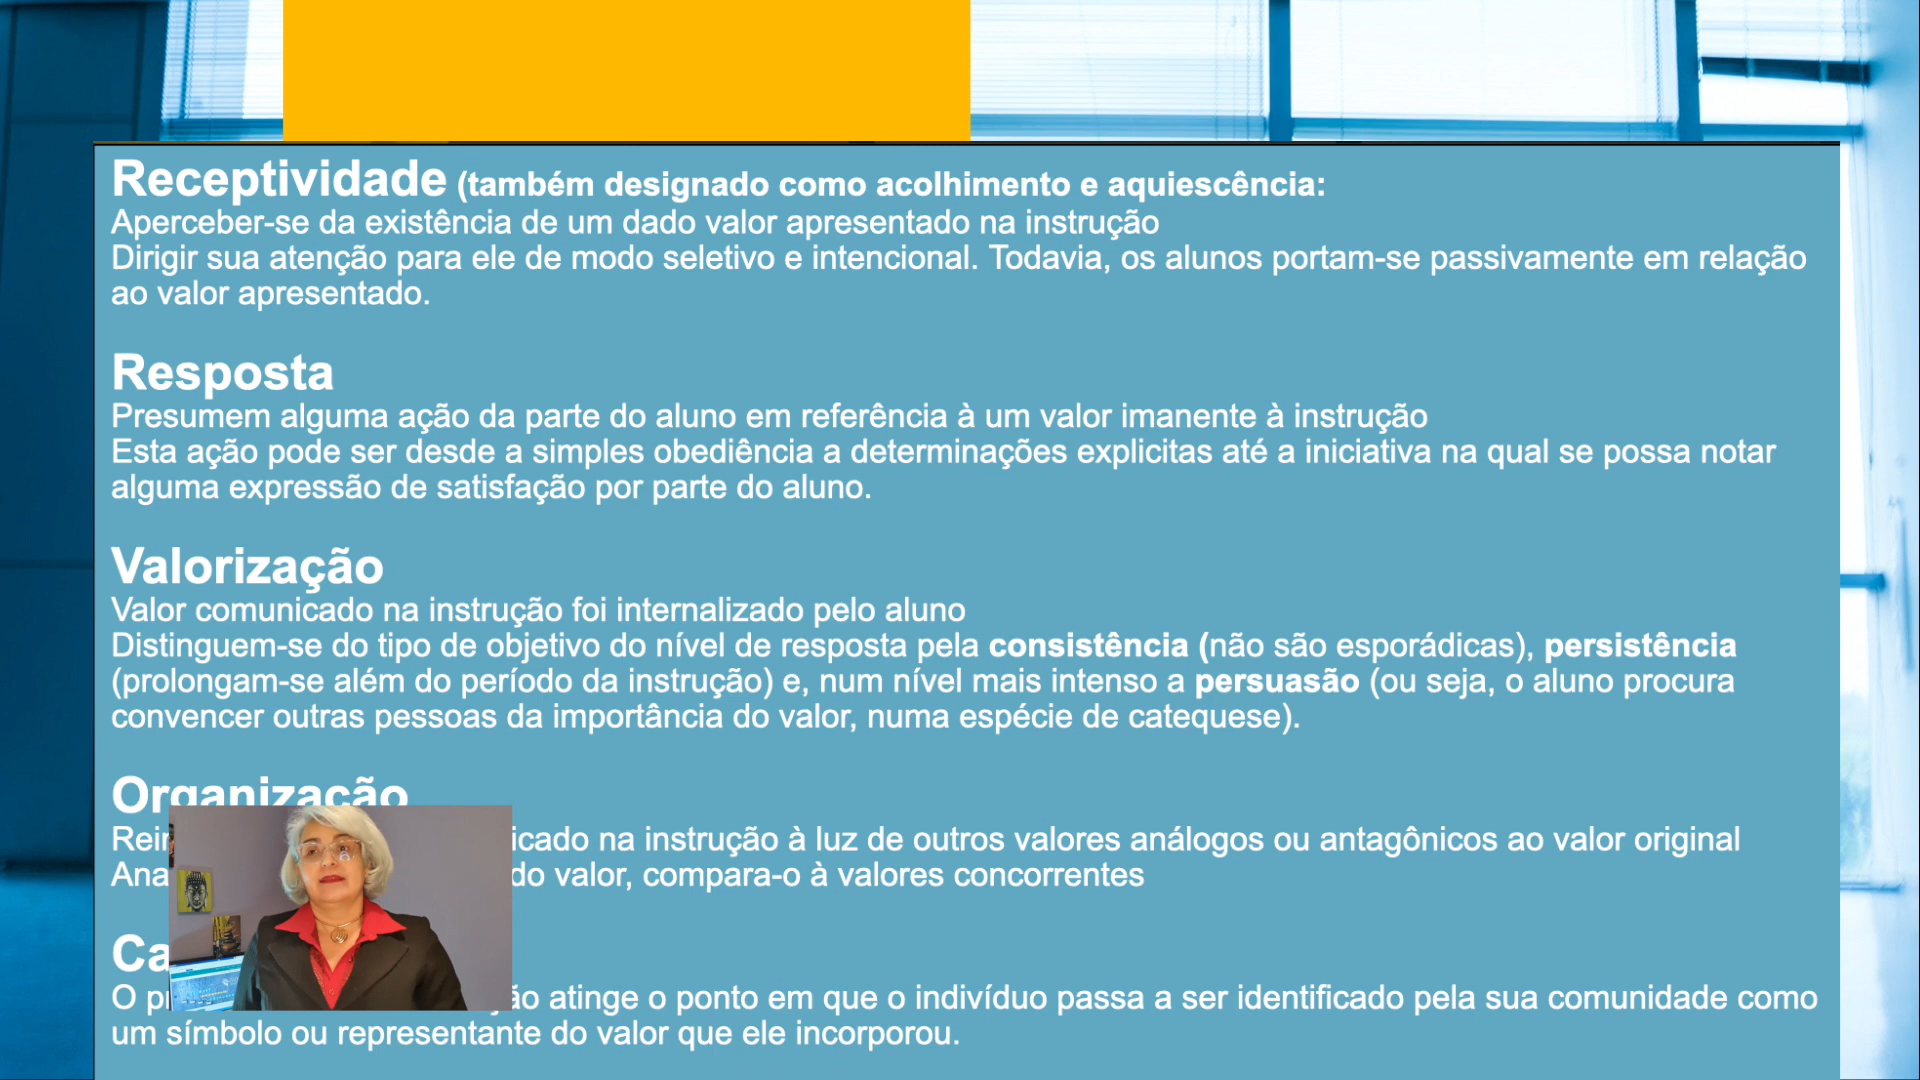 Receptividade (também designado como acolhimento e aquiescência:
Aperceber-se da existência de um dado valor apresentado na instrução
Dirigir sua atenção para ele de modo seletivo e intencional. Todavia, os alunos portam-se passivamente em relação
ao valor apresentado.
Resposta
Presumem alguma ação da parte do aluno em referência à um valor imanente à instrução
Esta ação pode ser desde a simples obediência a determinações explicitas até a iniciativa na qual se possa notar
alguma expressão de satisfação por parte do aluno.
Valorização
Valor comunicado na instrução foi internalizado pelo aluno
Distinguem-se do tipo de objetivo do nível de resposta pela consistência (não são esporádicas), persistência
(prolongam-se além do período da instrução) e, num nível mais intenso a persuasão (ou seja, o aluno procura
convencer outras pessoas da importância do valor, numa espécie de catequese).
Organização
na instrução à luz de outros valores análogos ou antagônicos ao valor original
do valor, compara-o à valores concorrentes
O atinge o ponto em que o indivíduo passa a ser identificado pela sua comunidade como
um símbolo ou representante do valor que ele incorporou.